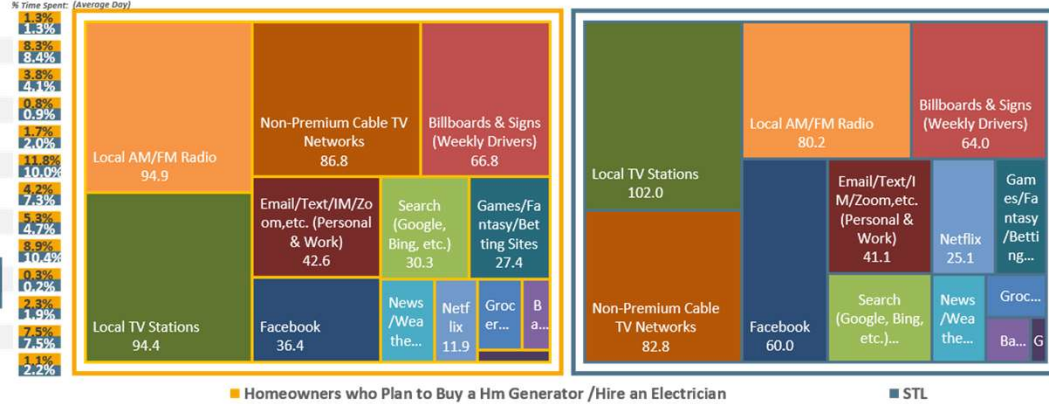 % Time Spent: (Average Day)
1.3%
1.3%
8.3%
8.4%
3.8%
4.1%
0.8%
0.9%
1.7%
2.0%
11.8%
10.0%
4.2%
7.3%
5.3%
4.7%
8.9%
10.4%
0.3%
0.2%
2.3%
1.9%
7.5%
7.5%
1.1%
2.2%
Local AM/FM Radio
94.9
Non-Premium Cable TV
Networks
86.8
Billboards & Signs
(Weekly Drivers)
66.8
Local TV Stations
94.4
Email/Text/IM/Zo
om,etc. (Personal
& Work)
42.6
Search
(Google,
Bing, etc.)
30.3
Games/Fa
ntasy/Bet
ting Sites
27.4
Facebook
36.4
News
/Wea
the...
Netf
lix
11.9
Groc
er...
B
a...
Local TV Stations
102.0
Local AM/FM Radio
80.2
Billboards & Signs
(Weekly Drivers)
64.0
Non-Premium Cable
TV Networks
82.8
Facebook
60.0
Email/Text/I
M/Zoom,etc.
(Personal &
Work)
41.1
Netflix
25.1
Gam
es/Fa
ntasy
/Bettin
g...
Search
(Google, Bing,
etc.)...
News
/Wea
the...
Groc...
Ba...
G
Homeowners who Plan to Buy a Hm Generator /Hire an Electrician
STL